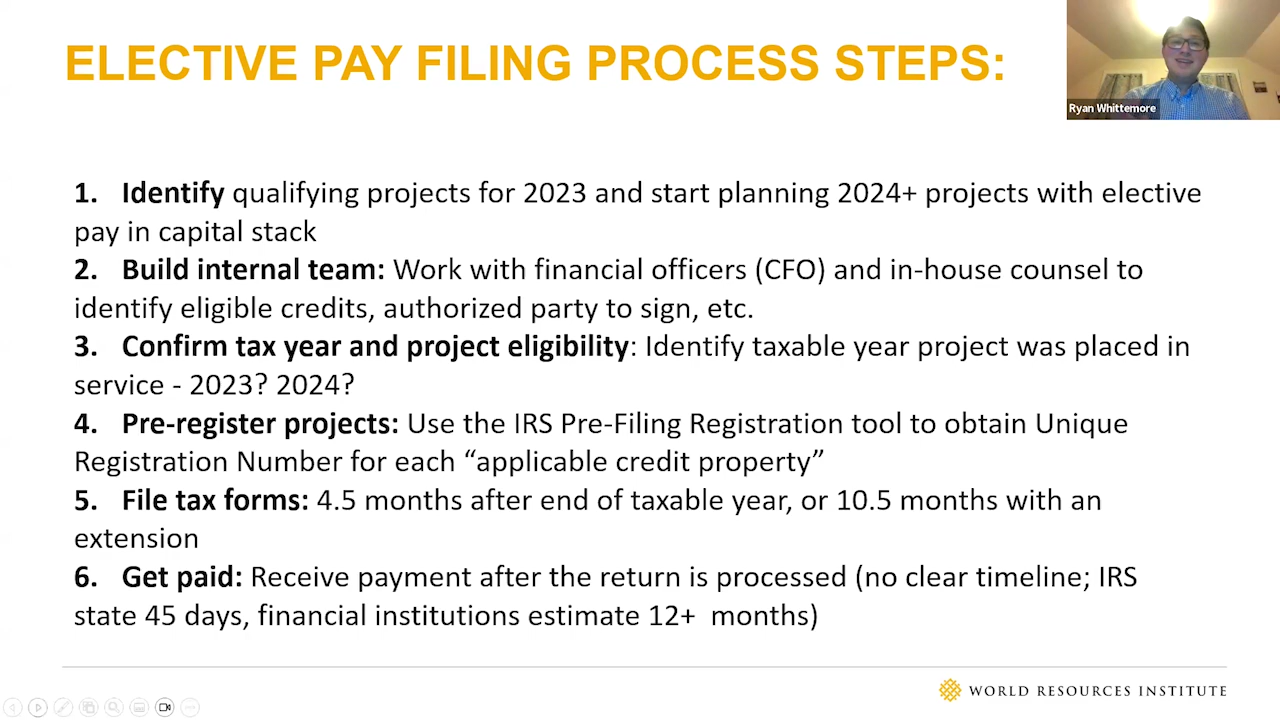 ELECTIVE PAY FILING PROCESS STEPS:
Ryan Whittemore
1. Identify qualifying projects for 2023 and start planning 2024+ projects with elective
pay in capital stack
2. Build internal team: Work with financial officers (CFO) and in-house counsel to
identify eligible credits, authorized party to sign, etc.
3. Confirm tax year and project eligibility: Identify taxable year project was placed in
service - 2023? 2024?
4. Pre-register projects: Use the IRS Pre-Filing Registration tool to obtain Unique
Registration Number for each “applicable credit property”
5. File tax forms: 4.5 months after end of taxable year, or 10.5 months with an
extension
6. Get paid: Receive payment after the return is processed (no clear timeline; IRS
state 45 days, financial institutions estimate 12+  months)
WORLD RESOURCES INSTITUTE